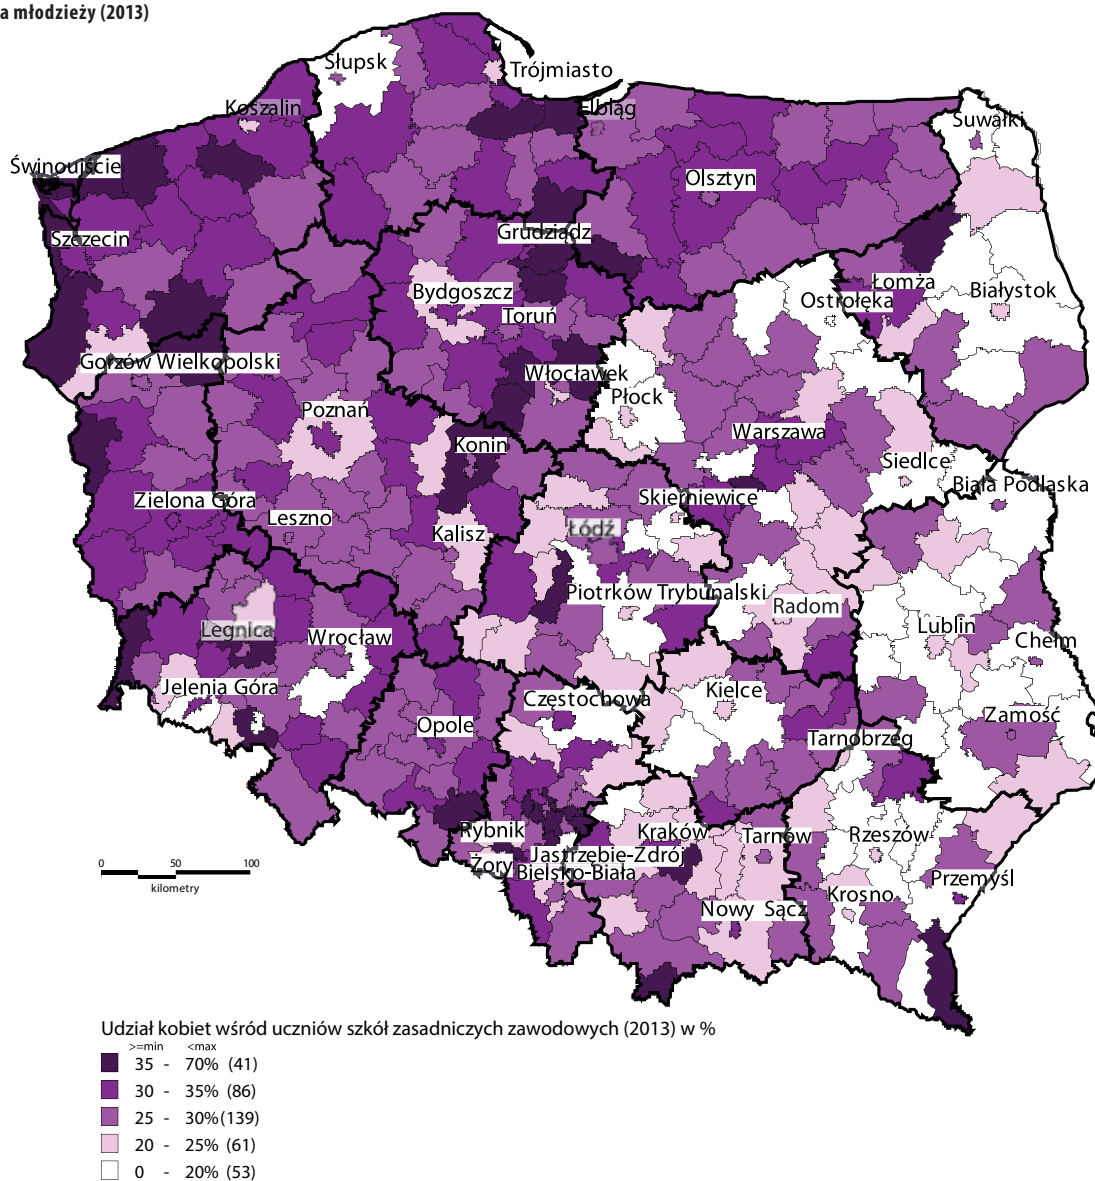 a młodzieży (2013)
Słupsk
Trójmiasto
Koszalin
Elbląg
Suwałki
Świnoujście
Olsztyn
Szczecin
Grudziądz
Łomża
Bydgoszcz
Ostrołęka
Białystok
Toruń
Gorzów Wielkopolski
Włocławek
Płock
Poznań
Warszawa
Konin
Siedlce
Biała Podlaska
Zielona Góra
Skierniewice
Leszno
Kalisz
Łódź
Piotrków Trybunalski
Radom
Legnica
Wrocław
Lublin
Chełm
Jelenia Góra
Częstochowa
Kielce
Opole
Zamość
Tarnobrzeg
Rybnik
Kraków
Tarnów
Rzeszów
Jastrzębie-Zdrój
Żory
Bielsko-Biała
Przemyśl
Krosno
Nowy Sącz
0 50 100
kilometry
Udział kobiet wśród uczniów szkół zasadniczych zawodowych (2013) w %
>=min <max
35 - 70% (41)
30 - 35% (86)
25 - 30% (139)
20 - 25% (61)
0 - 20% (53)